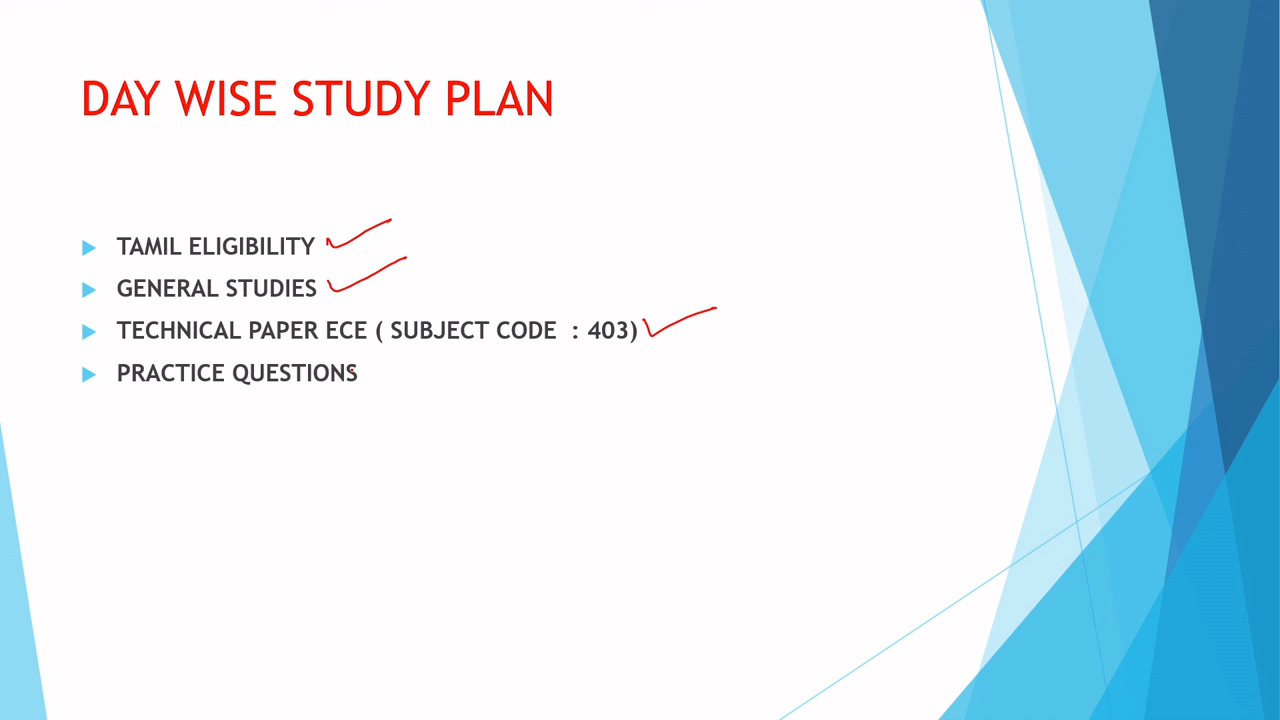 DAY WISE STUDY PLAN
TAMIL ELIGIBILITY
GENERAL STUDIES
TECHNICAL PAPER ECE ( SUBJECT CODE : 403)
PRACTICE QUESTIONS